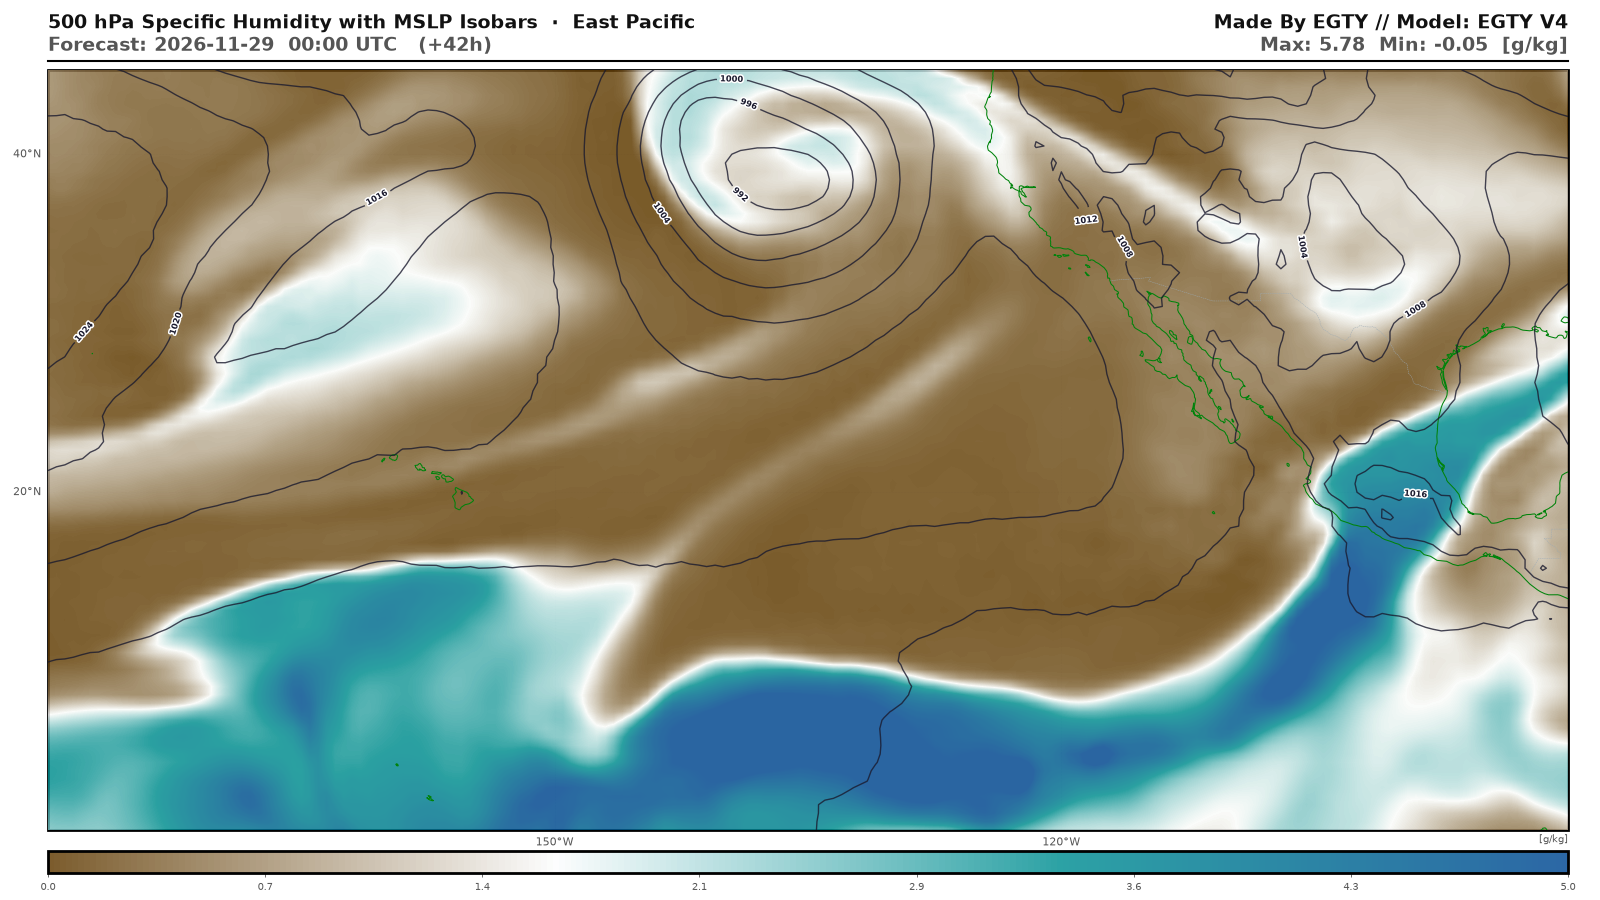 500 hPa Specific Humidity with MSLP Isobars · East Pacific
Made By EGTY // Model: EGTY V4
Forecast: 2026-11-29 00:00 UTC (+42h)
Max: 5.78 Min: -0.05 [g/kg]
1000
996
40°N
992
1016
1004
1012
1008
1004
1024
1020
1008
20°N
1016
150°W
120°W
[g/kg]
0.0
0.7
1.4
2.1
2.9
3.6
4.3
5.0